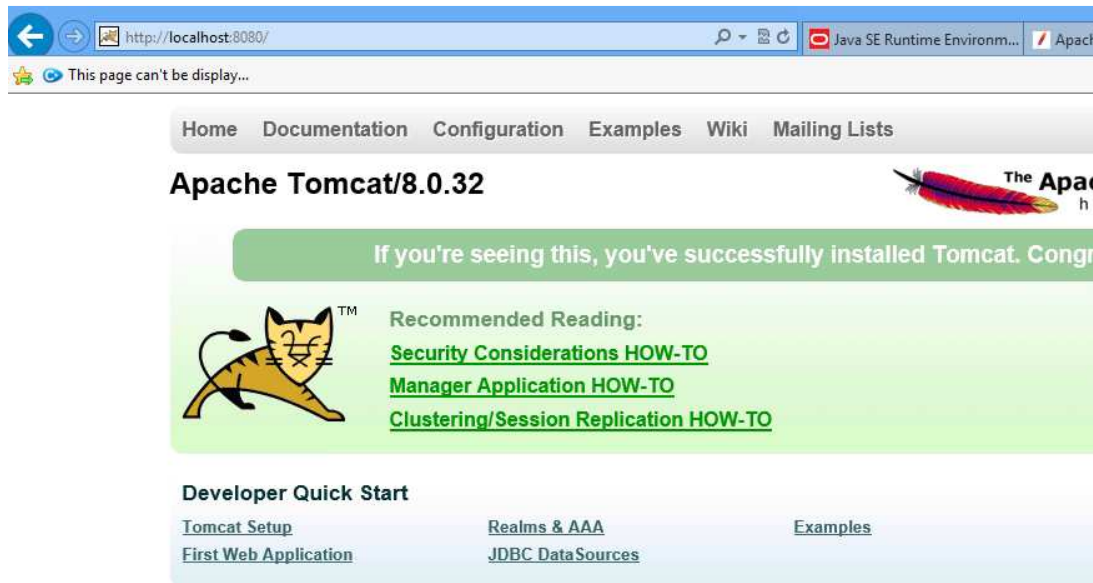 http://localhost:8080/
Java SE Runtime Environm...
Apach
This page can't be display...
Home Documentation Configuration Examples Wiki Mailing Lists
Apache Tomcat/8.0.32
The Apac
h
If you're seeing this, you've successfully installed Tomcat. Congr
TM
Recommended Reading:
Security Considerations HOW-TO
Manager Application HOW-TO
Clustering/Session Replication HOW-TO
Developer Quick Start
Tomcat Setup Realms & AAA Examples
First Web Application JDBC DataSources